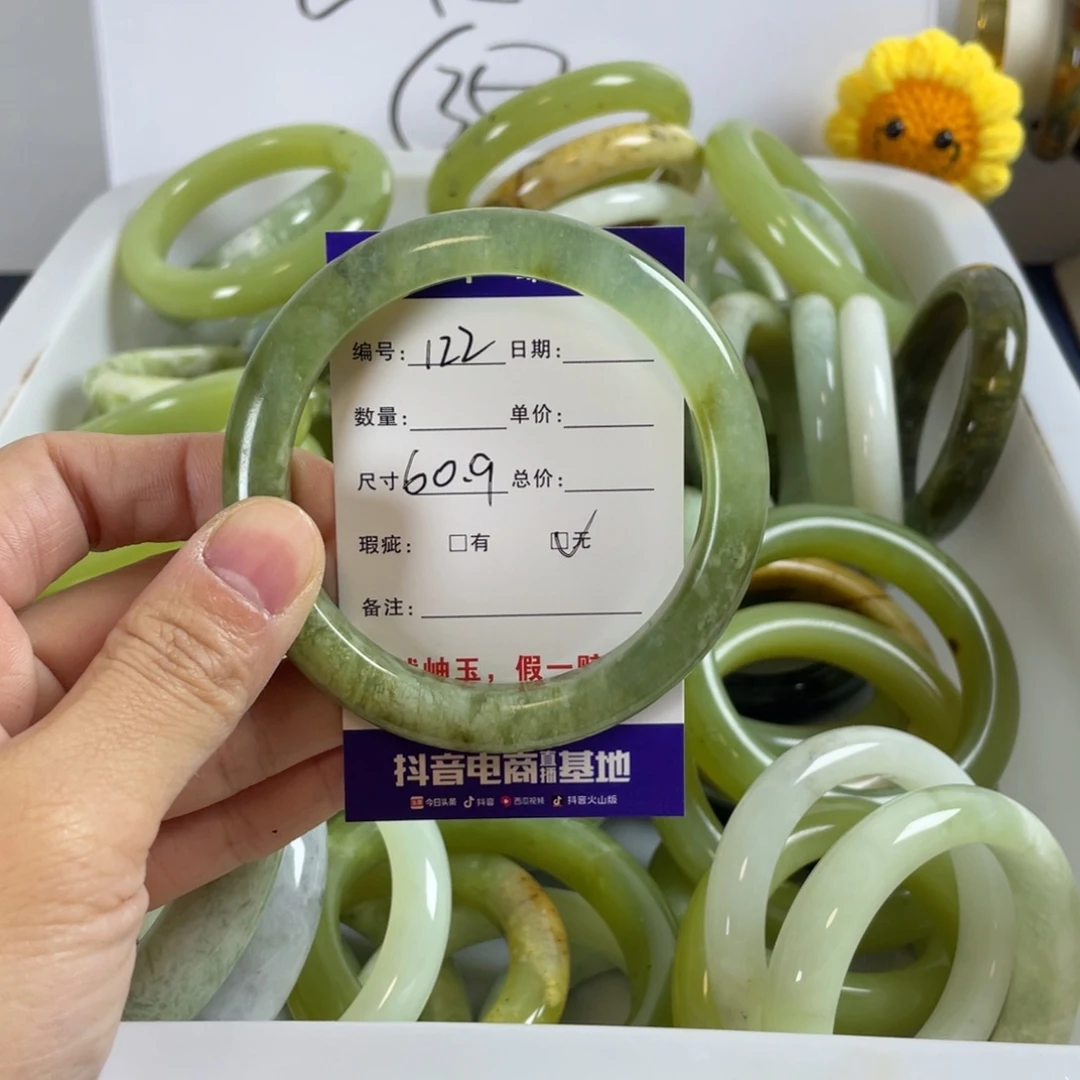 编号: 122 日期:
数量: 单价:
尺寸 60.9 总价:
瑕疵: □有 ☑无
备注:
岫玉，假一赔
抖音电商直播基地
今日头条 抖音 西瓜视频 抖音火山版